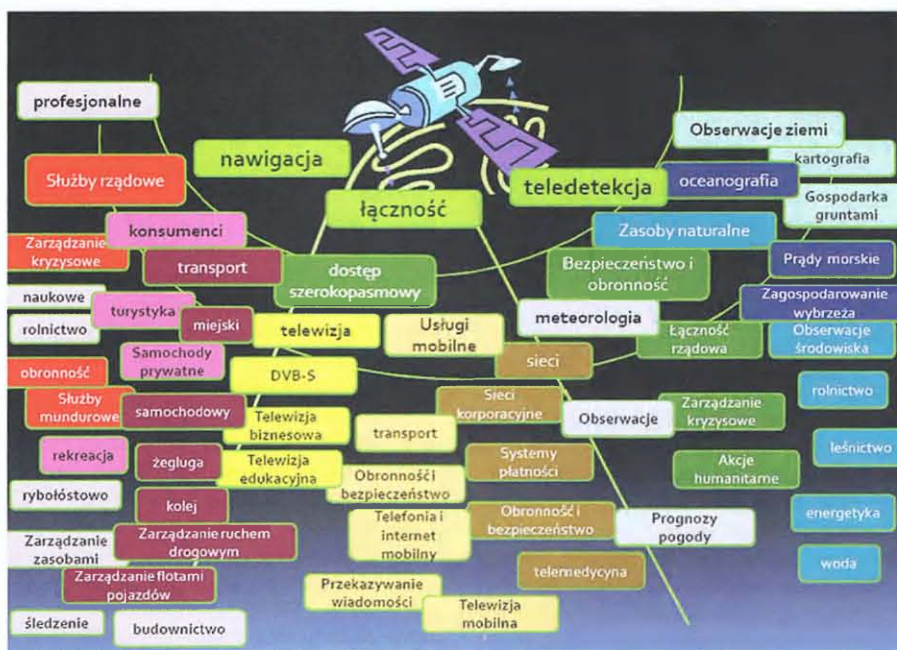 profesjonalne
Obserwacje ziemi
nawigacja
kartografia
Służby rządowe
teledetekcja
oceanografia
łączność
Gospodarka
gruntami
konsumenci
Zasoby naturalne
Zarządzanie
kryzysowe
transport
dostęp
szerokopasmowy
Bezpieczeństwo i
obronność
Prądy morskie
naukowe
turystyka
miejski
telewizja
Usługi
mobilne
meteorologia
Zagospodarowanie
wybrzeża
rolnictwo
sieci
Łączność
rządowa
Obserwacje
środowiska
obronność
Samochody
prywatne
DVB-S
Służby
mundurowe
samochodowy
Telewizja
biznesowa
transport
Sieci
korporacyjne
Obserwacje
Zarządzanie
kryzysowe
rolnictwo
rekreacja
żegluga
Telewizja
edukacyjna
Obronność i
bezpieczeństwo
Systemy
płatności
Akcje
humanitarne
leśnictwo
rybołóstowo
kolej
Telefonia i
internet
mobilny
Obronność i
bezpieczeństwo
Prognozy
pogody
energetyka
Zarządzanie
zasobami
Zarządzanie ruchem
drogowym
telemedycyna
woda
Zarządzanie flotami
pojazdów
Przekazywanie
wiadomości
Telewizja
mobilna
śledzenie
budownictwo